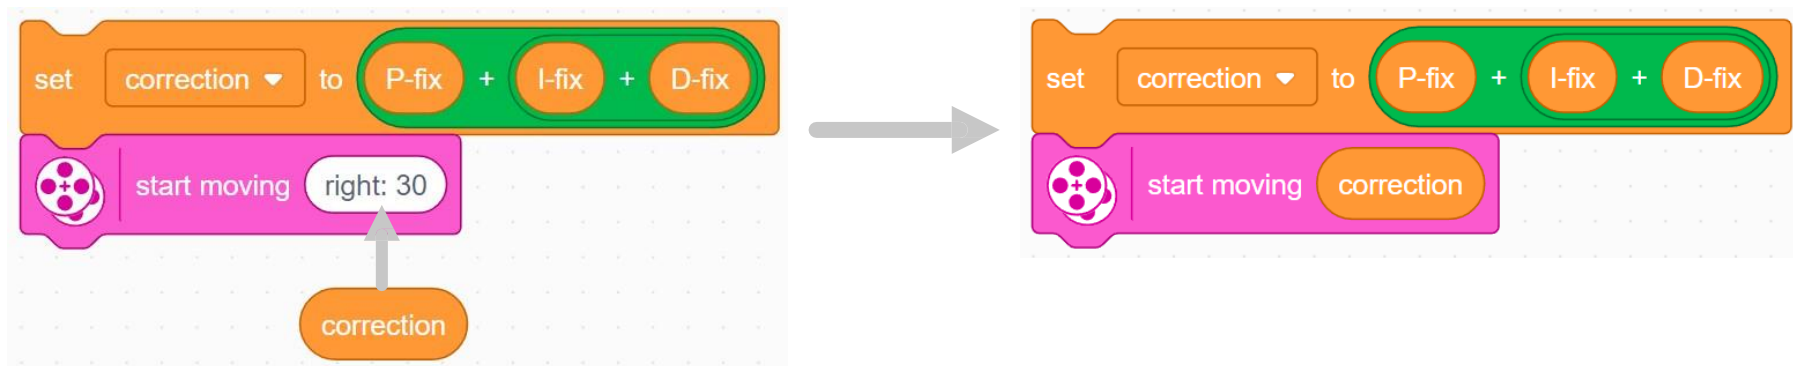 set correction to P-fix + I-fix + D-fix
start moving right: 30
correction
set correction to P-fix + I-fix + D-fix
start moving correction